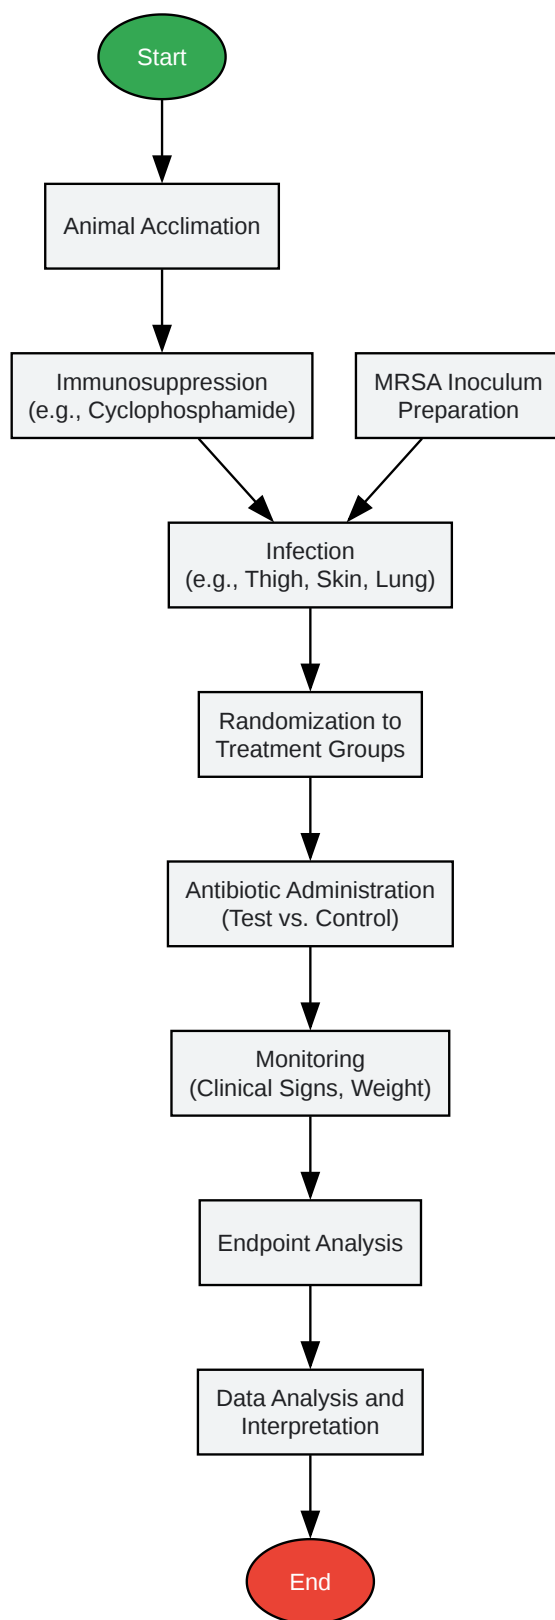 Start
Animal Acclimation
Immunosuppression
(e.g., Cyclophosphamide)
MRSA Inoculum
Preparation
Infection
(e.g., Thigh, Skin, Lung)
Randomization to
Treatment Groups
Antibiotic Administration
(Test vs. Control)
Monitoring
(Clinical Signs, Weight)
Endpoint Analysis
Data Analysis and
Interpretation
End